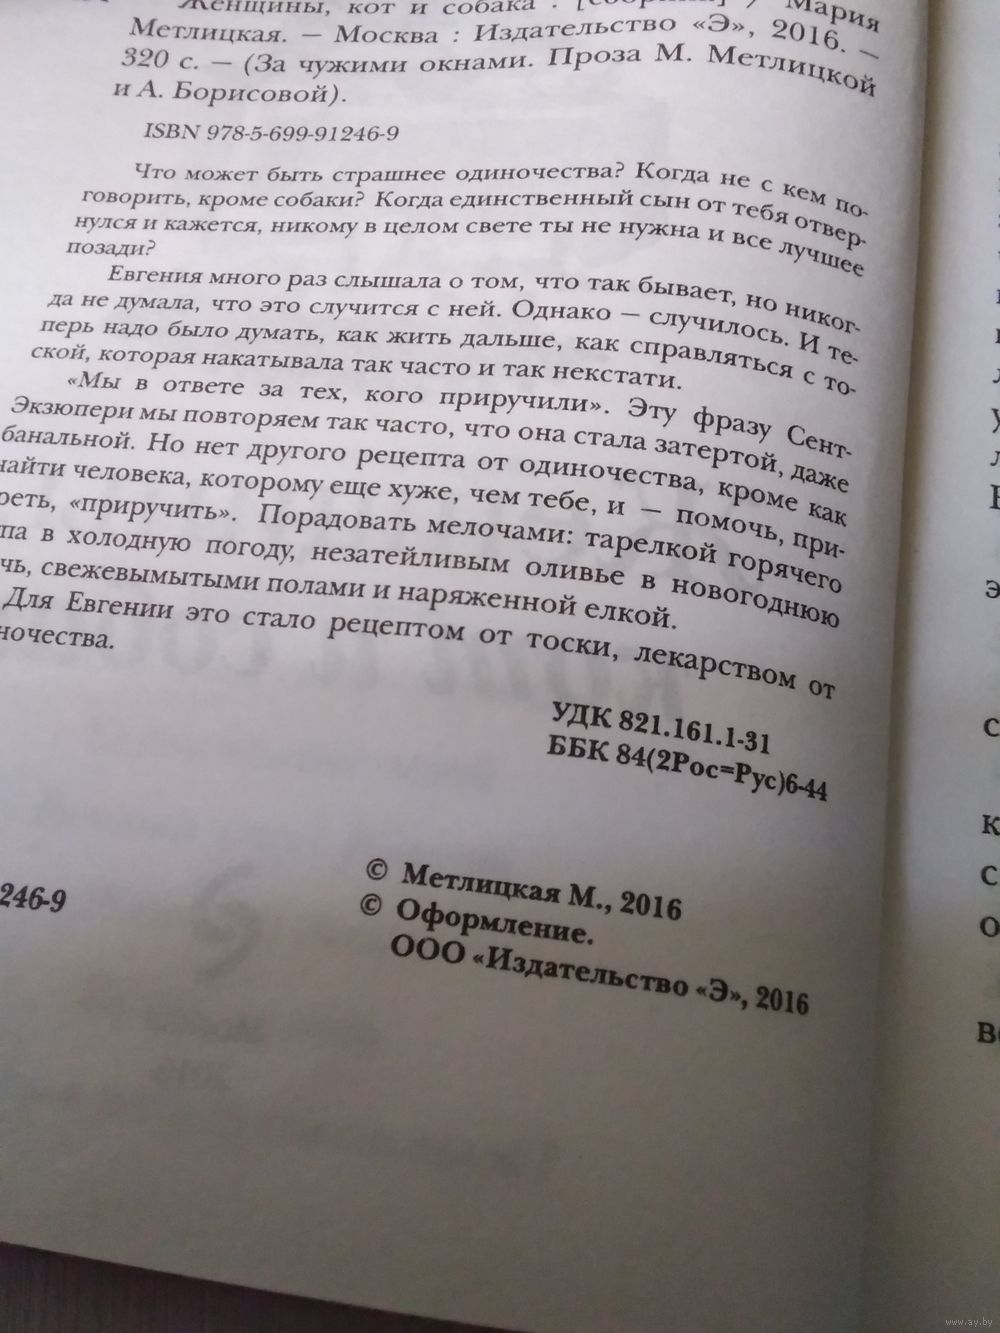 Женщины, кот и собака : [сборник] / Мария
Метлицкая. — Москва : Издательство «Э», 2016. —
320 с. — (За чужими окнами. Проза М. Метлицкой
и А. Борисовой).
ISBN 978-5-699-91246-9
Что может быть страшнее одиночества? Когда не с кем по-
говорить, кроме собаки? Когда единственный сын от тебя отвер-
нулся и кажется, никому в целом свете ты не нужна и все лучшее
позади?
Евгения много раз слышала о том, что так бывает, но никог-
да не думала, что это случится с ней. Однако — случилось. И те-
перь надо было думать, как жить дальше, как справляться с то-
ской, которая накатывала так часто и так некстати.
«Мы в ответе за тех, кого приручили». Эту фразу Сент-
Экзюпери мы повторяем так часто, что она стала затертой, даже
банальной. Но нет другого рецепта от одиночества, кроме как
найти человека, которому еще хуже, чем тебе, и — помочь, при-
реть, «приручить». Порадовать мелочами: тарелкой горячего
па в холодную погоду, незатейливым оливье в новогоднюю
чь, свежевымытыми полами и наряженной елкой.
Для Евгении это стало рецептом от тоски, лекарством от
ночества.
УДК 821.161.1-31
ББК 84(2Рос=Рус)6-44
© Метлицкая М., 2016
246-9
© Оформление.
ООО «Издательство «Э», 2016
www.ay.by